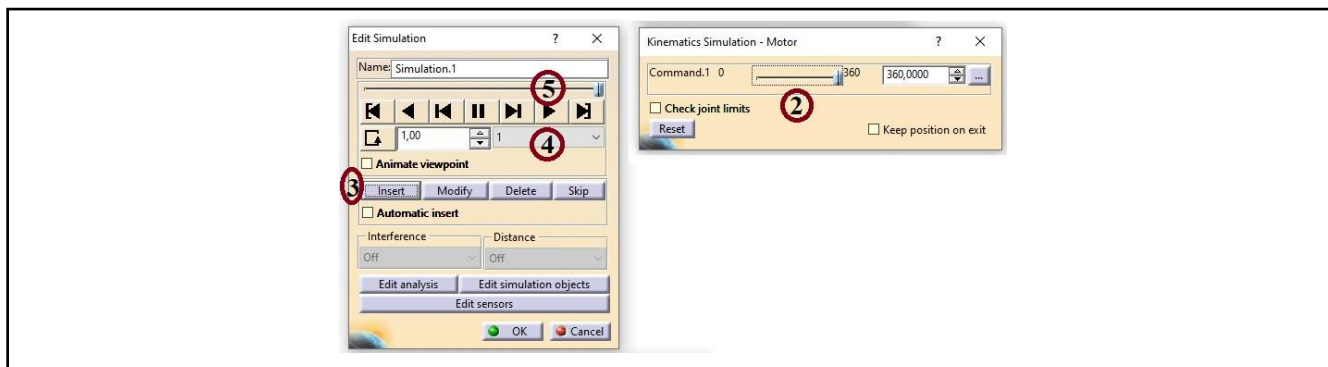 Edit Simulation ? ×
Name: Simulation.1
5
1,00 1 4
Animate viewpoint
3 Insert Modify Delete Skip
Automatic insert
Interference Distance
Off Off
Edit analysis Edit simulation objects
Edit sensors
OK Cancel
Kinematics Simulation - Motor ? ×
Command.1 0 360 360,0000 ...
Check joint limits 2
Reset Keep position on exit